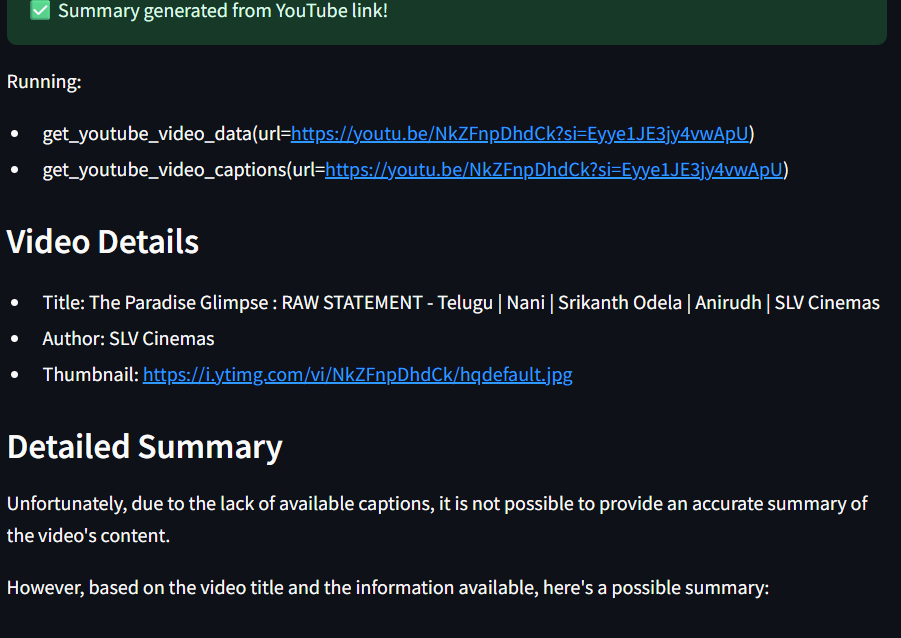 ✅ Summary generated from YouTube link!
Running:
• get_youtube_video_data(url=https://youtu.be/NkZFnpDhdCk?si=Eyye1JE3jy4vwApU)
• get_youtube_video_captions(url=https://youtu.be/NkZFnpDhdCk?si=Eyye1JE3jy4vwApU)
Video Details
• Title: The Paradise Glimpse : RAW STATEMENT - Telugu | Nani | Srikanth Odela | Anirudh | SLV Cinemas
• Author: SLV Cinemas
• Thumbnail: https://i.ytimg.com/vi/NkZFnpDhdCk/hqdefault.jpg
Detailed Summary
Unfortunately, due to the lack of available captions, it is not possible to provide an accurate summary of
the video's content.
However, based on the video title and the information available, here's a possible summary: